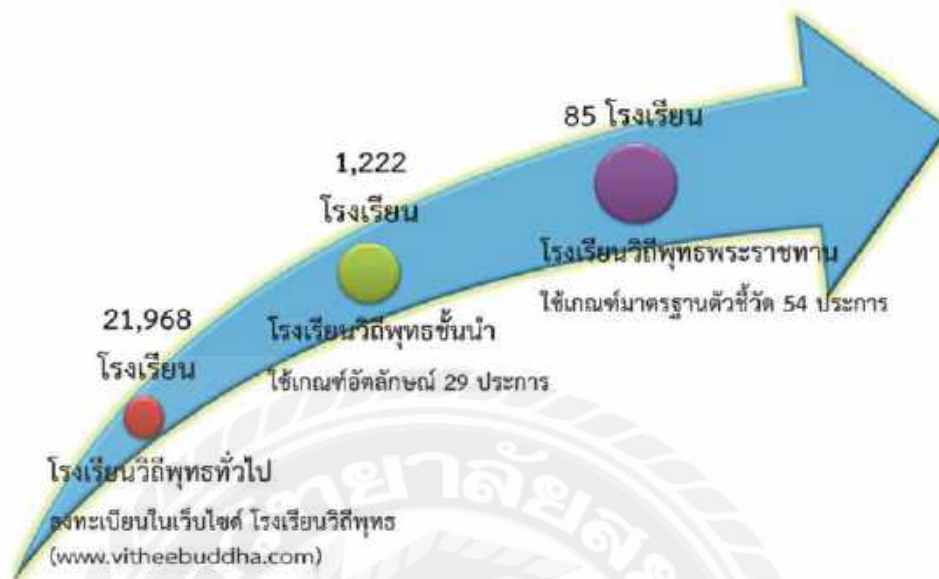 85 โรงเรียน
โรงเรียนวิถีพุทธพระราชทาน
ใช้เกณฑ์มาตรฐานตัวชี้วัด 54 ประการ
1,222
โรงเรียน
โรงเรียนวิถีพุทธชั้นนำ
ใช้เกณฑ์อัตลักษณ์ 29 ประการ
21,968
โรงเรียน
โรงเรียนวิถีพุทธทั่วไป
ลงทะเบียนในเว็บไซด์ โรงเรียนวิถีพุทธ
(www.vitheebuddha.com)